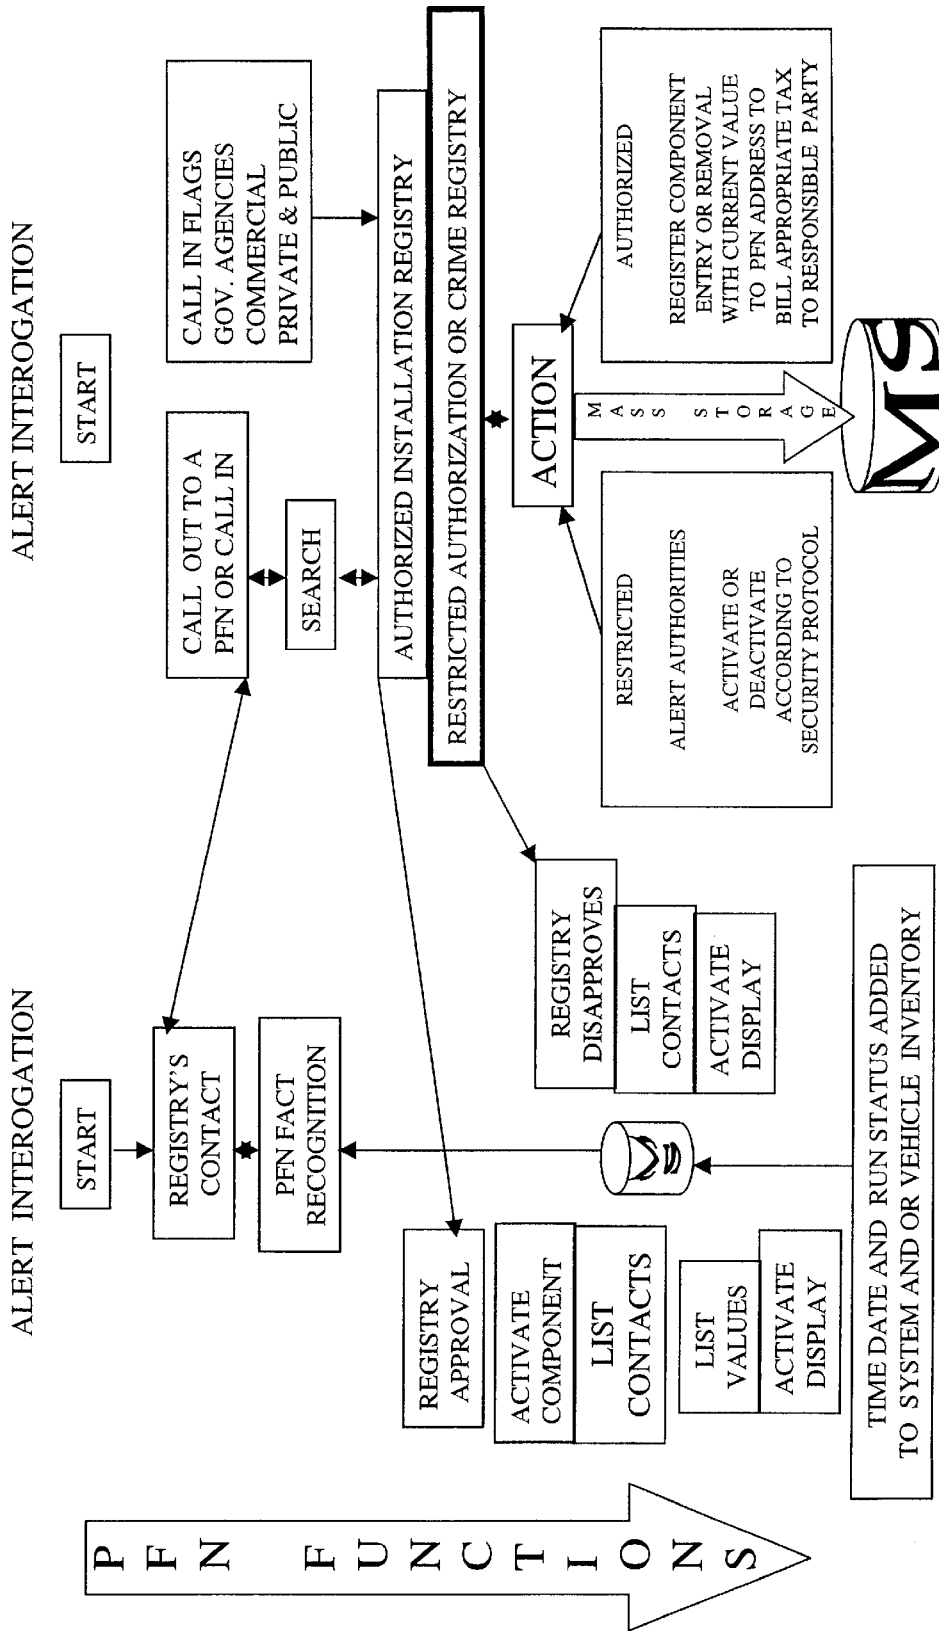 ALERT INTEROGATION
START
REGISTRY'S
CONTACT
PFN FACT
RECOGNITION
REGISTRY
APPROVAL
ACTIVATE
COMPONENT
LIST
CONTACTS
LIST
VALUES
ACTIVATE
DISPLAY
REGISTRY
DISAPPROVES
LIST
CONTACTS
ACTIVATE
DISPLAY
TIME DATE AND RUN STATUS ADDED
TO SYSTEM AND OR VEHICLE INVENTORY
PFN FUNCTIONS
ALERT INTEROGATION
START
CALL OUT TO A
PFN OR CALL IN
SEARCH
CALL IN FLAGS
GOV. AGENCIES
COMMERCIAL
PRIVATE & PUBLIC
AUTHORIZED INSTALLATION REGISTRY
RESTRICTED AUTHORIZATION OR CRIME REGISTRY
ACTION
RESTRICTED
ALERT AUTHORITIES
ACTIVATE OR
DEACTIVATE
ACCORDING TO
SECURITY PROTOCOL
MASS STORAGE
MS
AUTHORIZED
REGISTER COMPONENT
ENTRY OR REMOVAL
WITH CURRENT VALUE
TO PFN ADDRESS TO
BILL APPROPRIATE TAX
TO RESPONSIBLE PARTY